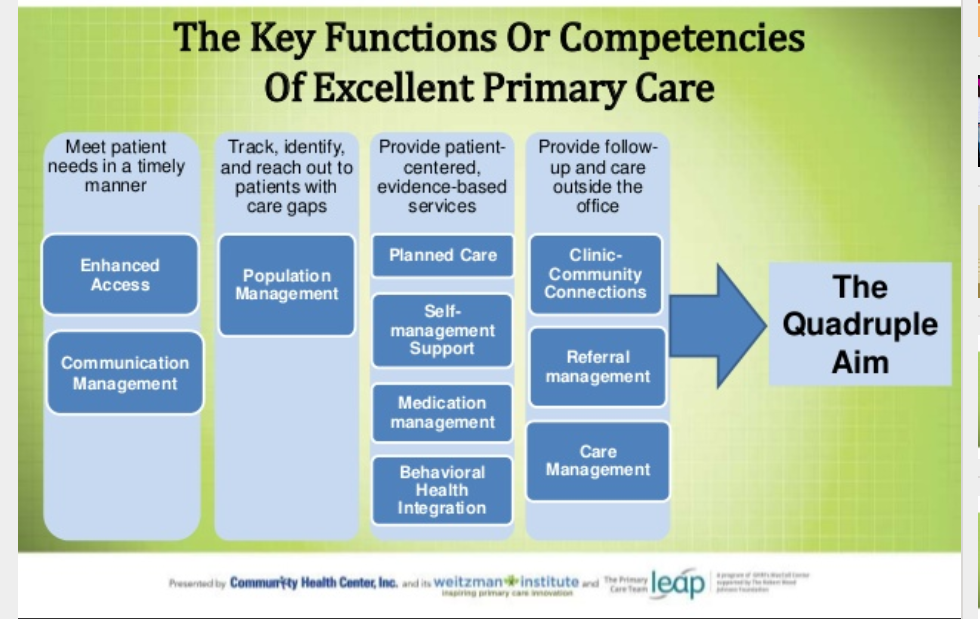 The Key Functions Or Competencies
Of Excellent Primary Care
Meet patient
needs in a timely
manner
Enhanced
Access
Communication
Management
Track, identify,
and reach out to
patients with
care gaps
Population
Management
Provide patient-
centered,
evidence-based
services
Planned Care
Self-
management
Support
Medication
management
Behavioral
Health
Integration
Provide follow-
up and care
outside the
office
Clinic-
Community
Connections
Referral
management
Care
Management
The
Quadruple
Aim
Presented by Community Health Center, Inc. and its weitzman institute and
inspiring primary care innovation
The Primary
Care Team
leap